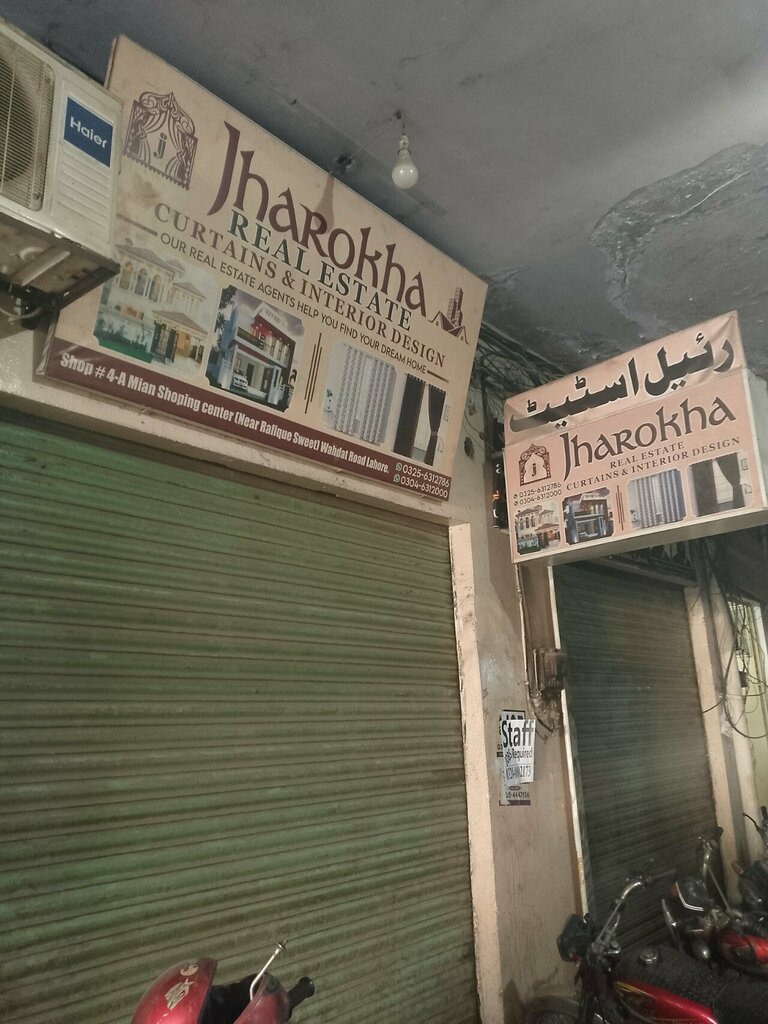 Haier
j
Jharokha
REAL ESTATE
CURTAINS & INTERIOR DESIGN
OUR REAL ESTATE AGENTS HELP YOU FIND YOUR DREAM HOME
Shop # 4-A Mian Shoping center (Near Rafique Sweet) Wahdat Road Lahore.
0325-6312786
0304-6312000
رئیل اسٹیٹ
j
Jharokha
REAL ESTATE
CURTAINS & INTERIOR DESIGN
0325-6312786
0304-6312000
Staff
Required